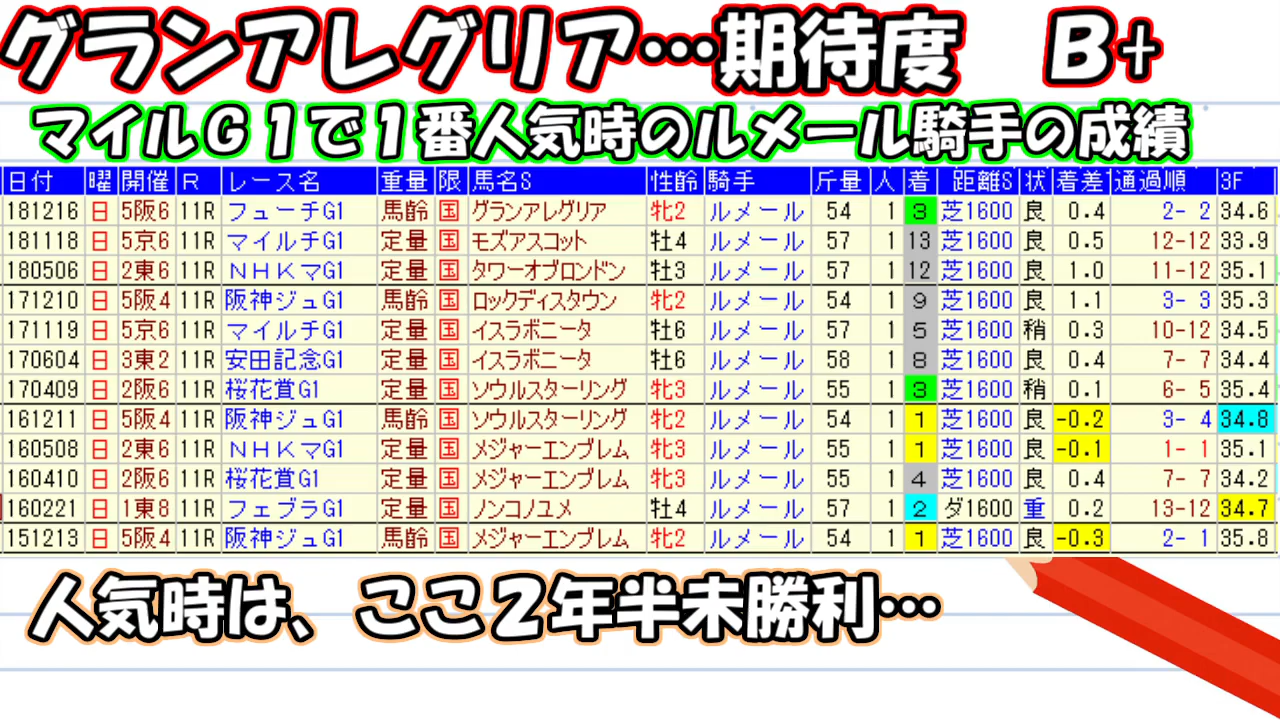 グランアレグリア…期待度 B+
マイルG1で1番人気時のルメール騎手の成績
日付 曜 開催 R レース名 重量 限 馬名S 性齢 騎手 斤量 人 着 距離S 状 着差 通過順 3F
181216 日 5阪6 11R フューチG1 馬齢 国 グランアレグリア 牝2 ルメール 54 1 3 芝1600 良 0.4 2- 2 34.6
181118 日 5京6 11R マイルチG1 定量 国 モズアスコット 牡4 ルメール 57 1 13 芝1600 良 0.5 12-12 33.9
180506 日 2東6 11R NHKマG1 定量 国 タワーオブロンドン 牡3 ルメール 57 1 12 芝1600 良 1.0 11-12 35.1
171210 日 5阪4 11R 阪神ジュG1 馬齢 国 ロックディスタウン 牝2 ルメール 54 1 9 芝1600 良 1.1 3- 3 35.3
171119 日 5京6 11R マイルチG1 定量 国 イスラボニータ 牡6 ルメール 57 1 5 芝1600 稍 0.3 10-12 34.5
170604 日 3東2 11R 安田記念G1 定量 国 イスラボニータ 牡6 ルメール 58 1 8 芝1600 良 0.4 7- 7 34.4
170409 日 2阪6 11R 桜花賞G1 定量 国 ソウルスターリング 牝3 ルメール 55 1 3 芝1600 稍 0.1 6- 5 35.4
161211 日 5阪4 11R 阪神ジュG1 馬齢 国 ソウルスターリング 牝2 ルメール 54 1 1 芝1600 良 -0.2 3- 4 34.8
160508 日 2東6 11R NHKマG1 定量 国 メジャーエンブレム 牝3 ルメール 55 1 1 芝1600 良 -0.1 1- 1 35.1
160410 日 2阪6 11R 桜花賞G1 定量 国 メジャーエンブレム 牝3 ルメール 55 1 4 芝1600 良 0.4 7- 7 34.2
160221 日 1東8 11R フェブラG1 定量 国 ノンコノユメ 牡4 ルメール 57 1 2 ダ1600 重 0.2 13-12 34.7
151213 日 5阪4 11R 阪神ジュG1 馬齢 国 メジャーエンブレム 牝2 ルメール 54 1 1 芝1600 良 -0.3 2- 1 35.8
人気時は、ここ2年半未勝利…